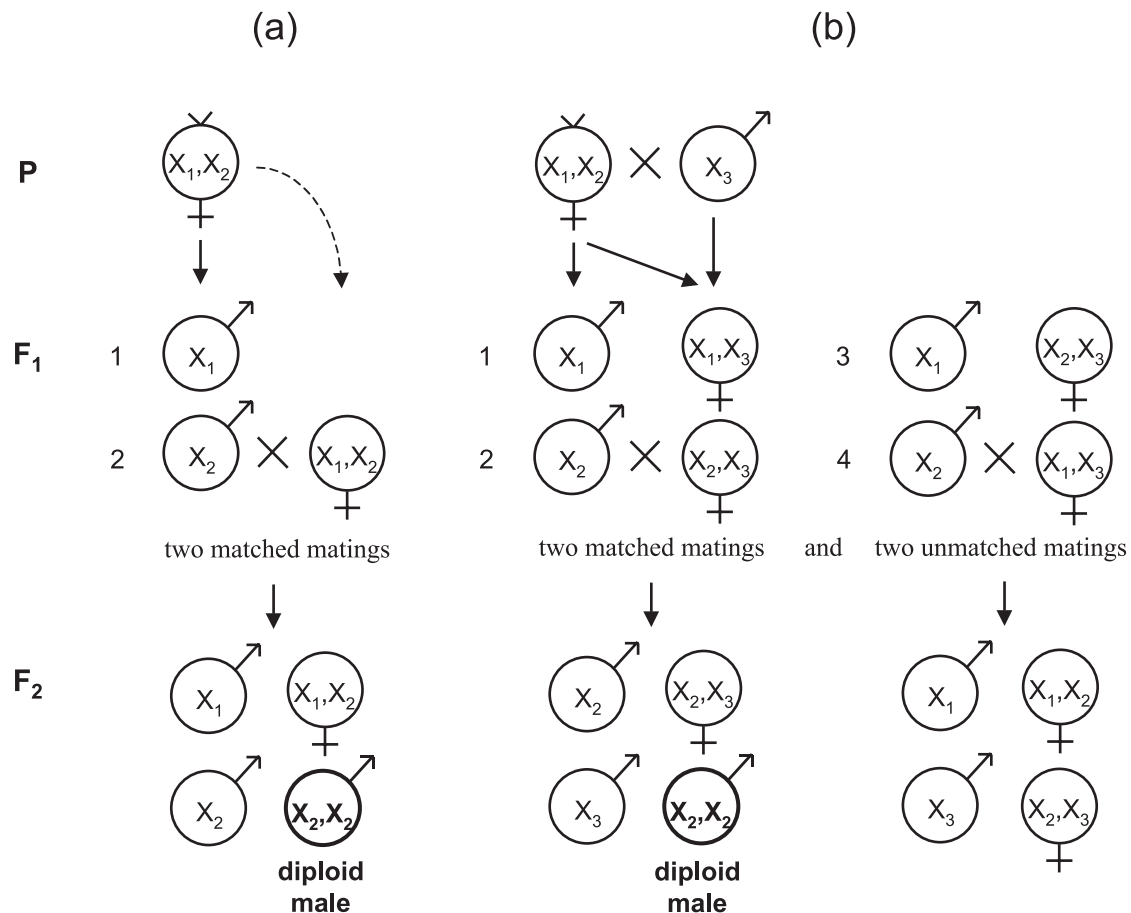 (a) (b)
P X₁,X₂ X₁,X₂ X₃
F₁ 1 X₁ 1 X₁ X₁,X₃ 3 X₁ X₂,X₃
2 X₂ X₁,X₂ 2 X₂ X₂,X₃ 4 X₂ X₁,X₃
two matched matings two matched matings and two unmatched matings
F₂ X₁ X₁,X₂ X₂ X₂,X₃ X₁ X₁,X₂
X₂ X₂,X₂ X₃ X₂,X₂ X₃ X₂,X₃
diploid diploid
male male